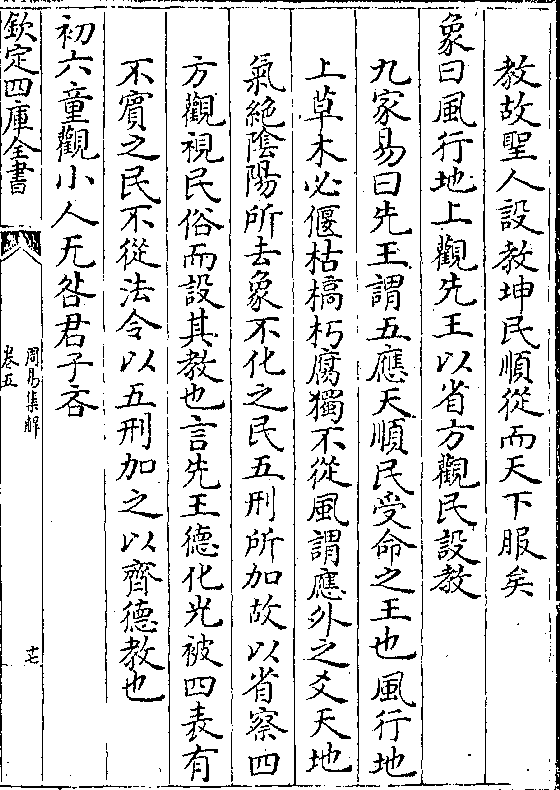 教故聖人設教坤民順從而天下服矣
象曰風行地上觀先王以省方觀民設教
九家易曰先王謂五應天順民受命之王也風行地
上草木必偃枯槁朽腐獨不從風謂應外之爻天地
氣絶陰陽所去象不化之民五刑所加故以省察四
方觀視民俗而設其教也言先王德化光被四表有
不賓之民不從法令以五刑加之以齊德教也
初六童觀小人无咎君子吝
欽定四庫全書
周易集解
卷五
十七